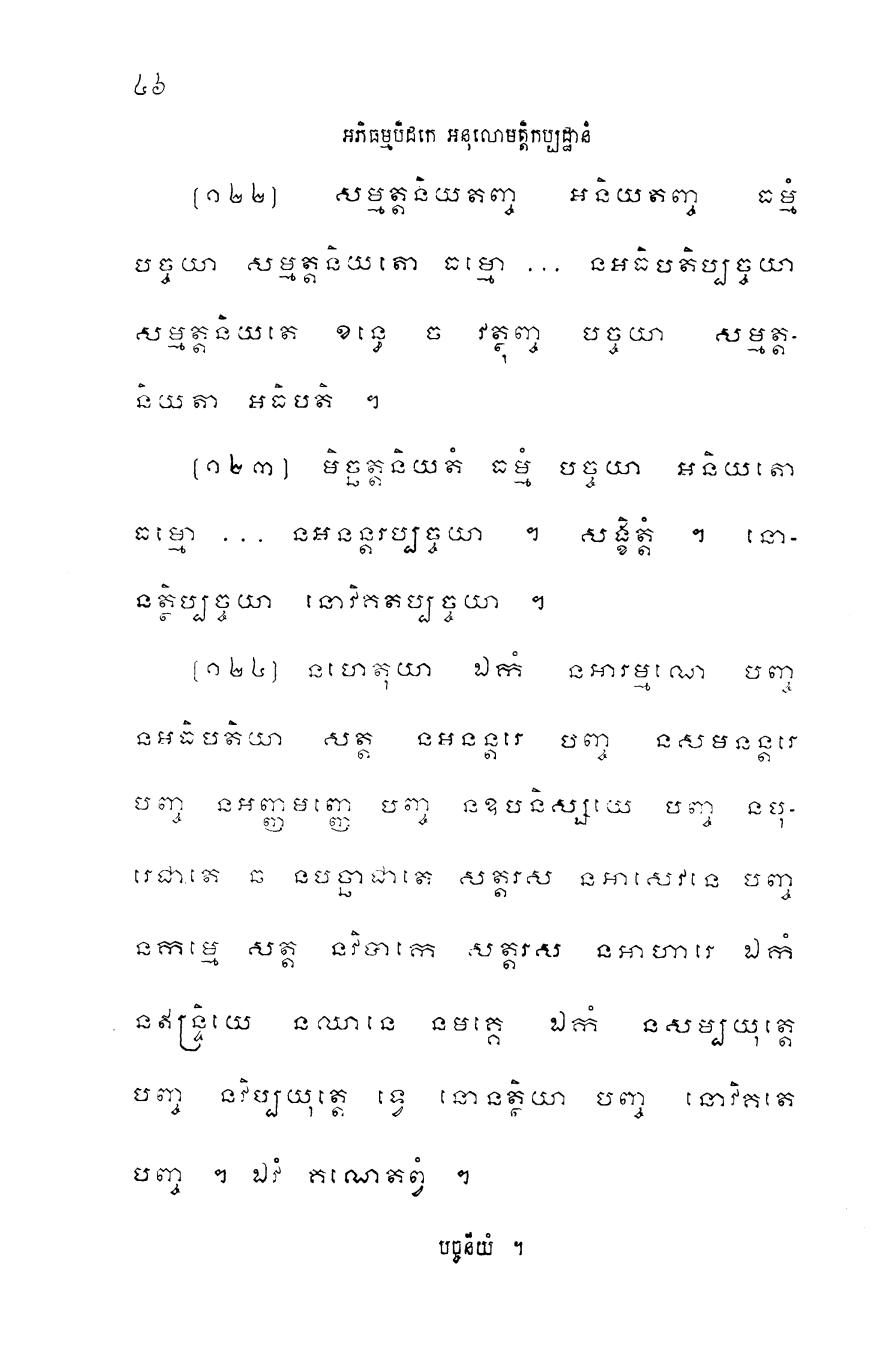 ៤៦
អភិធម្មបិដកេ អនុលោមត្តិកប្បដ្ឋានំ
[១២២] សម្មត្តនិយតញ្ច អនិយតញ្ច ធម្មំ
បច្ចយា សម្មត្តនិយតោ ធម្មោ ... នអធិបតិប្បច្ចយា
សម្មត្តនិយតេ ខន្ធេ ច វត្ថុញ្ច បច្ចយា សម្មត្ត-
និយតា អធិបតិ ។
[១២៣] មិច្ឆត្តនិយតំ ធម្មំ បច្ចយា អនិយតោ
ធម្មោ ... នអនន្តរប្បច្ចយា ។ សង្ខិត្តំ ។ នោ-
នត្ថិប្បច្ចយា នោវិគតប្បច្ចយា ។
[១២៤] នហេតុយា ឯកំ នអារម្មណោ បញ្ច
នអធិបតិយា សត្ត នអនន្តរេ បញ្ច នសមនន្តរេ
បញ្ច នអញ្ញមញ្ញេ បញ្ច នឧបនិស្សយេ បញ្ច នបុ-
រេជាតេ ឆ នបច្ឆាជាតេ សត្តរស នអាសេវនេ បញ្ច
នកម្មេ សត្ត នវិបាកេ សត្តរស នអាហារេ ឯកំ
នឥន្ទ្រិយេ នឈានេ នមគ្គេ ឯកំ នសម្បយុត្តេ
បញ្ច នវិប្បយុត្តេ ទ្វេ នោនត្ថិយា បញ្ច នោវិគតេ
បញ្ច ។ ឯវំ គណេតព្វំ ។
បច្ចនីយំ ។